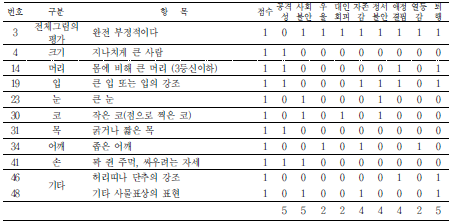 번호 구분 항 목 점수 공격성 사회불안 우울 대인회피 자존감 정서불안 애정결핍 열등감 퇴행
3 전체그림의 평가 완전 부정적이다 1 0 1 1 1 1 1 1 1 1
4 크기 지나치게 큰 사람 1 1 0 0 0 0 0 0 0 0
14 머리 몸에 비해 큰 머리 (3등신이하) 1 1 0 0 0 0 0 1 0 1
19 입 큰 입 또는 입의 강조 1 1 0 0 0 1 1 1 0 1
23 눈 큰 눈 1 0 1 0 0 0 1 0 0 0
30 코 작은 코(점으로 찍은 코) 1 0 1 0 1 0 1 0 0 0
31 목 굵거나 짧은 목 1 1 0 0 0 0 0 0 0 0
34 어깨 좁은 어깨 1 0 0 1 0 1 0 0 1 0
41 손 꽉 쥔 주먹, 싸우려는 자세 1 1 1 0 0 0 0 0 0 0
46 기타 허리띠나 단추의 강조 1 0 0 0 0 0 0 1 0 1
48 기타 사물표상의 표현 1 0 1 0 0 1 0 0 0 1
5 5 2 2 4 4 4 2 5